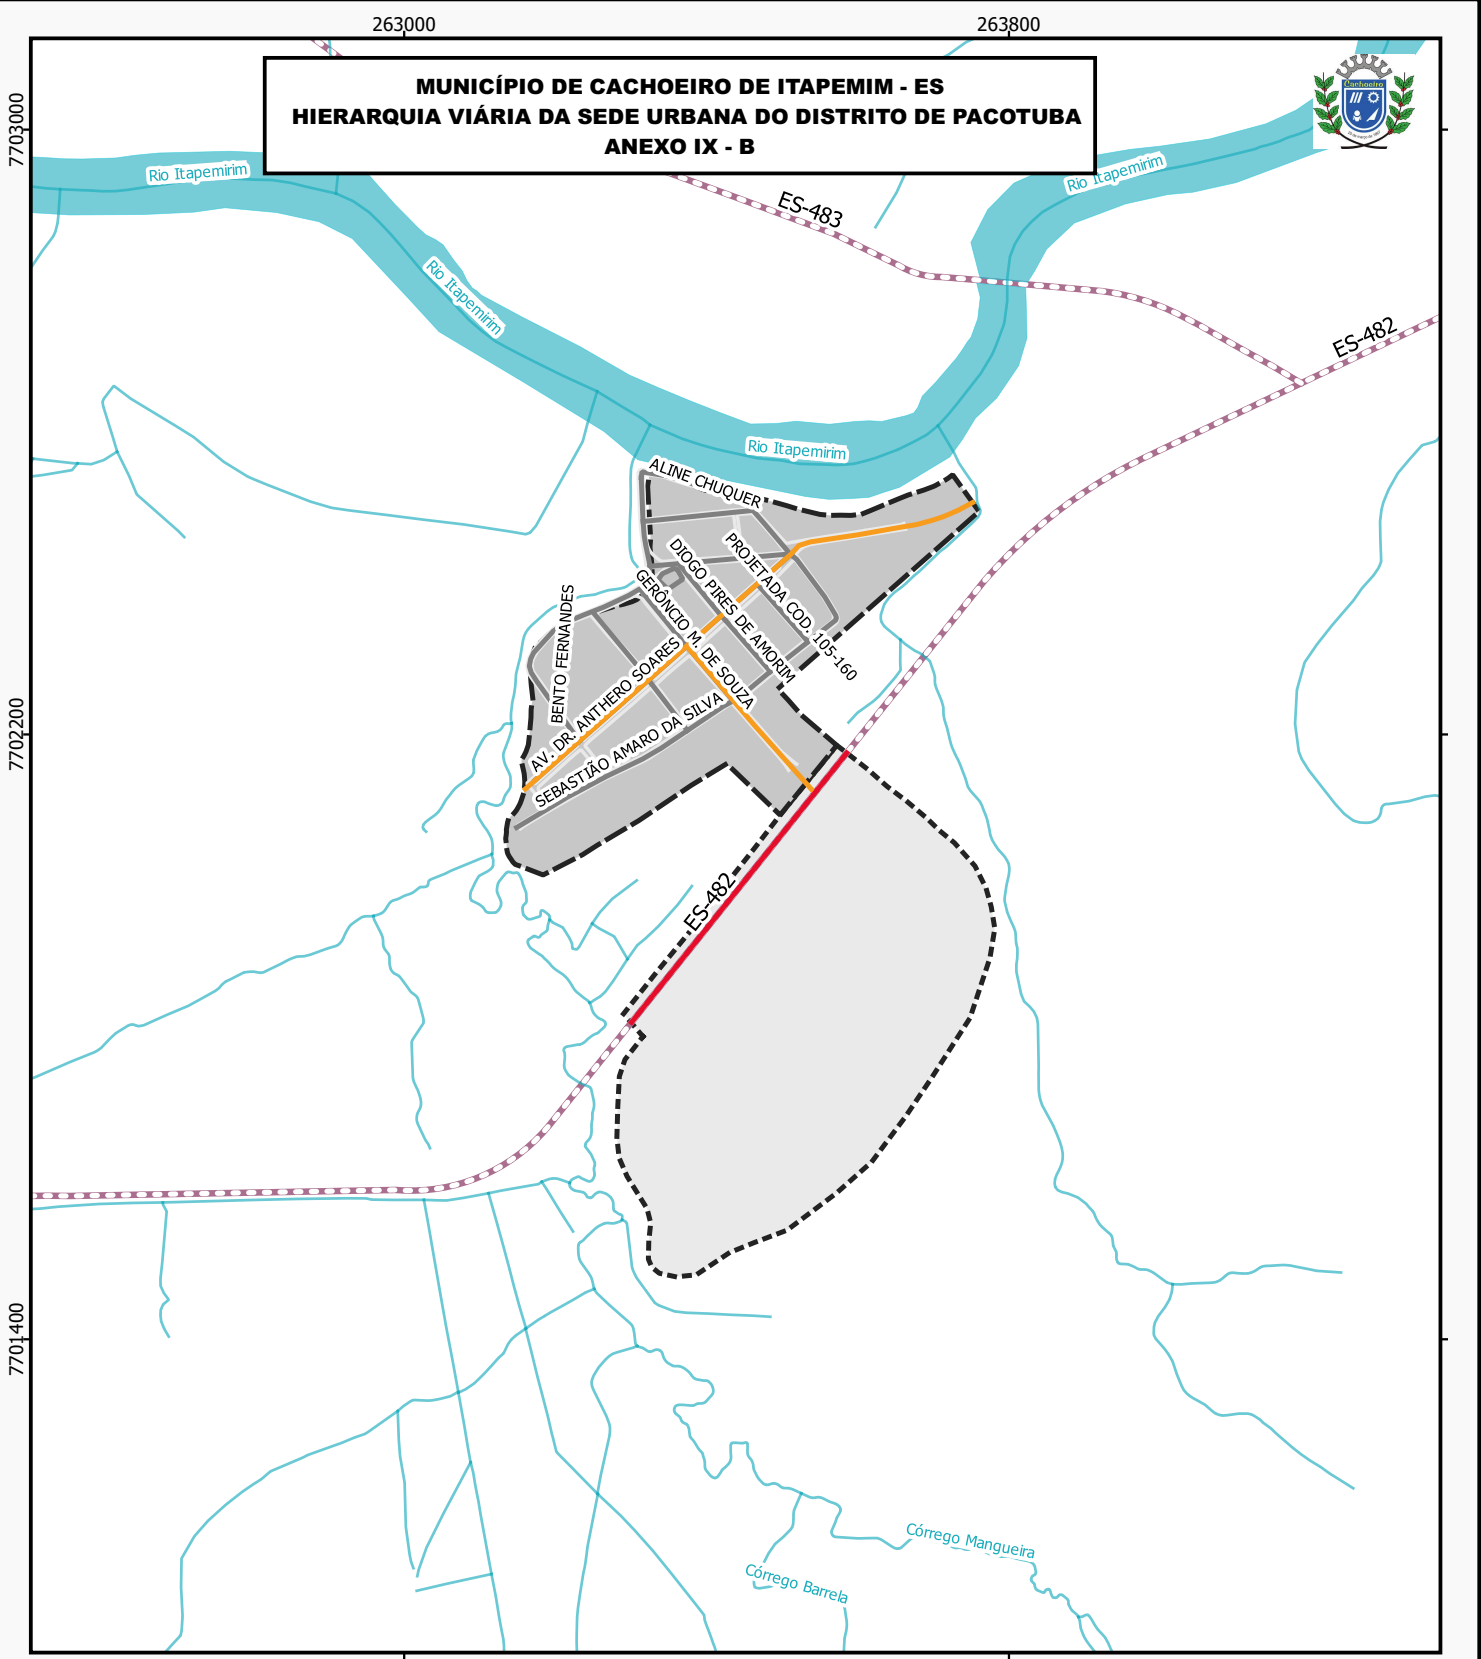 263000
263800
7703000
7702200
7701400
MUNICÍPIO DE CACHOEIRO DE ITAPEMIM - ES
HIERARQUIA VIÁRIA DA SEDE URBANA DO DISTRITO DE PACOTUBA
ANEXO IX - B
Cachoeiro
Rio Itapemirim
Rio Itapemirim
ES-483
Rio Itapemirim
ES-482
Rio Itapemirim
ALINE CHUQUER
PROJETADA COD. 105-160
DIOGO PIRES DE AMORIM
GERÔNCIO M. DE SOUZA
BENTO FERNANDES
AV. DR. ANTHERO SOARES
SEBASTIÃO AMARO DA SILVA
ES-482
Córrego Mangueira
Córrego Barrela